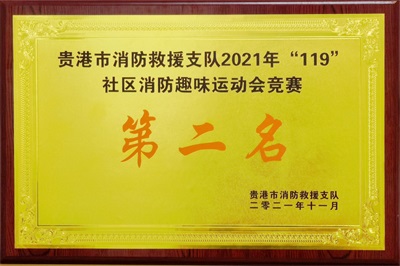 贵港市消防救援支队2021年“119”
社区消防趣味运动会竞赛
第二名
贵港市消防救援支队
二零二一年十一月